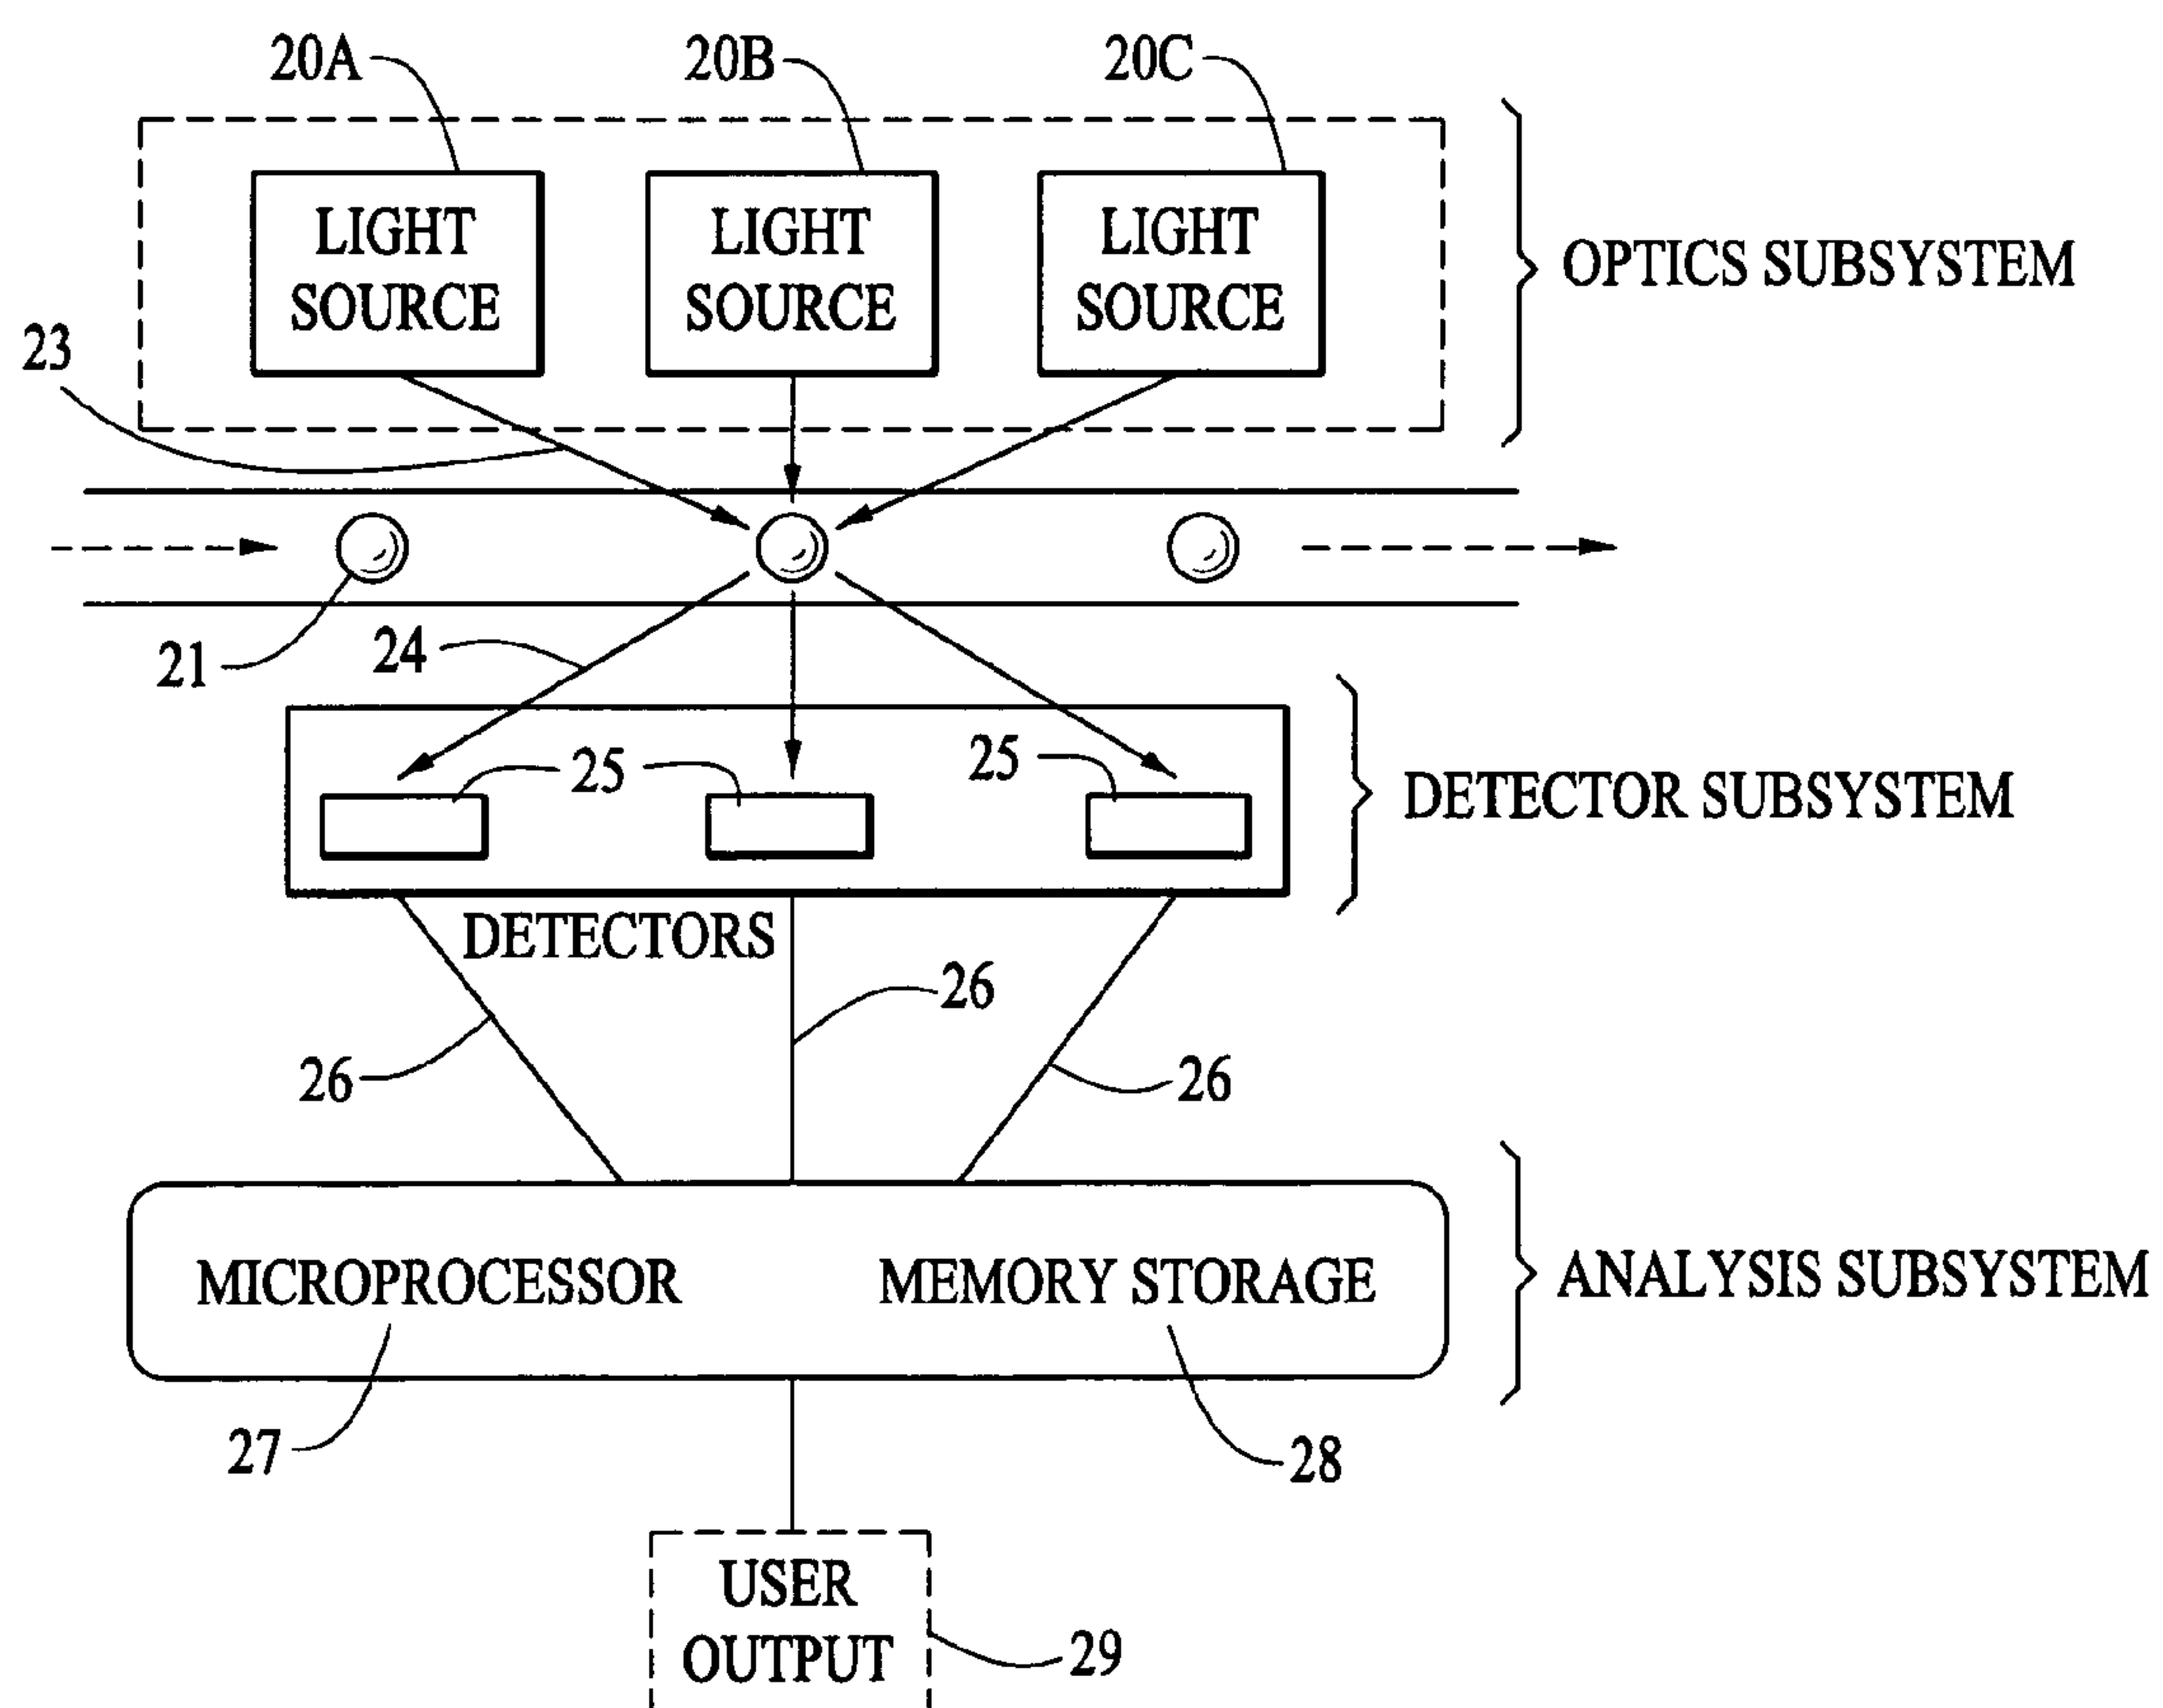 20A
20B
20C
LIGHT
SOURCE
LIGHT
SOURCE
LIGHT
SOURCE
OPTICS SUBSYSTEM
23
21
24
25
25
DETECTOR SUBSYSTEM
DETECTORS
26
26
26
MICROPROCESSOR
MEMORY STORAGE
ANALYSIS SUBSYSTEM
27
28
USER
OUTPUT
29